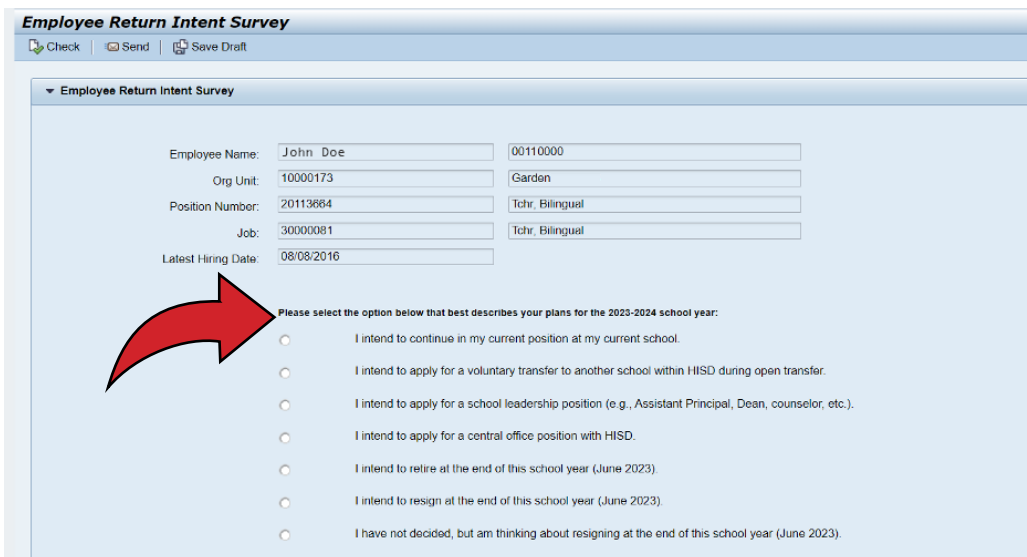 Employee Return Intent Survey
Check Send Save Draft
Employee Return Intent Survey
Employee Name: John Doe 00110000
Org Unit: 10000173 Garden
Position Number: 20113664 Tchr, Bilingual
Job: 30000081 Tchr, Bilingual
Latest Hiring Date: 08/08/2016
Please select the option below that best describes your plans for the 2023-2024 school year:
I intend to continue in my current position at my current school.
I intend to apply for a voluntary transfer to another school within HISD during open transfer.
I intend to apply for a school leadership position (e.g., Assistant Principal, Dean, counselor, etc.).
I intend to apply for a central office position with HISD.
I intend to retire at the end of this school year (June 2023).
I intend to resign at the end of this school year (June 2023).
I have not decided, but am thinking about resigning at the end of this school year (June 2023).